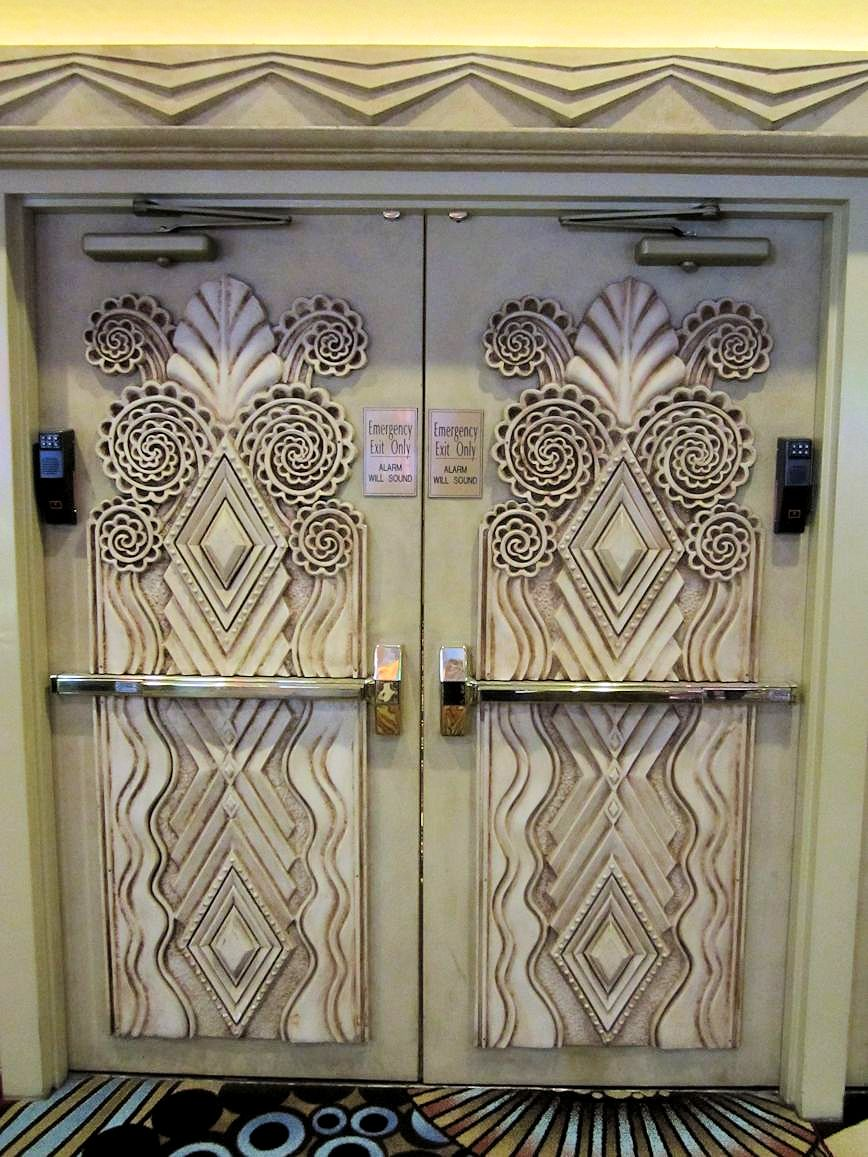 Emergency
Exit Only
ALARM
WILL SOUND
Emergency
Exit Only
ALARM
WILL SOUND